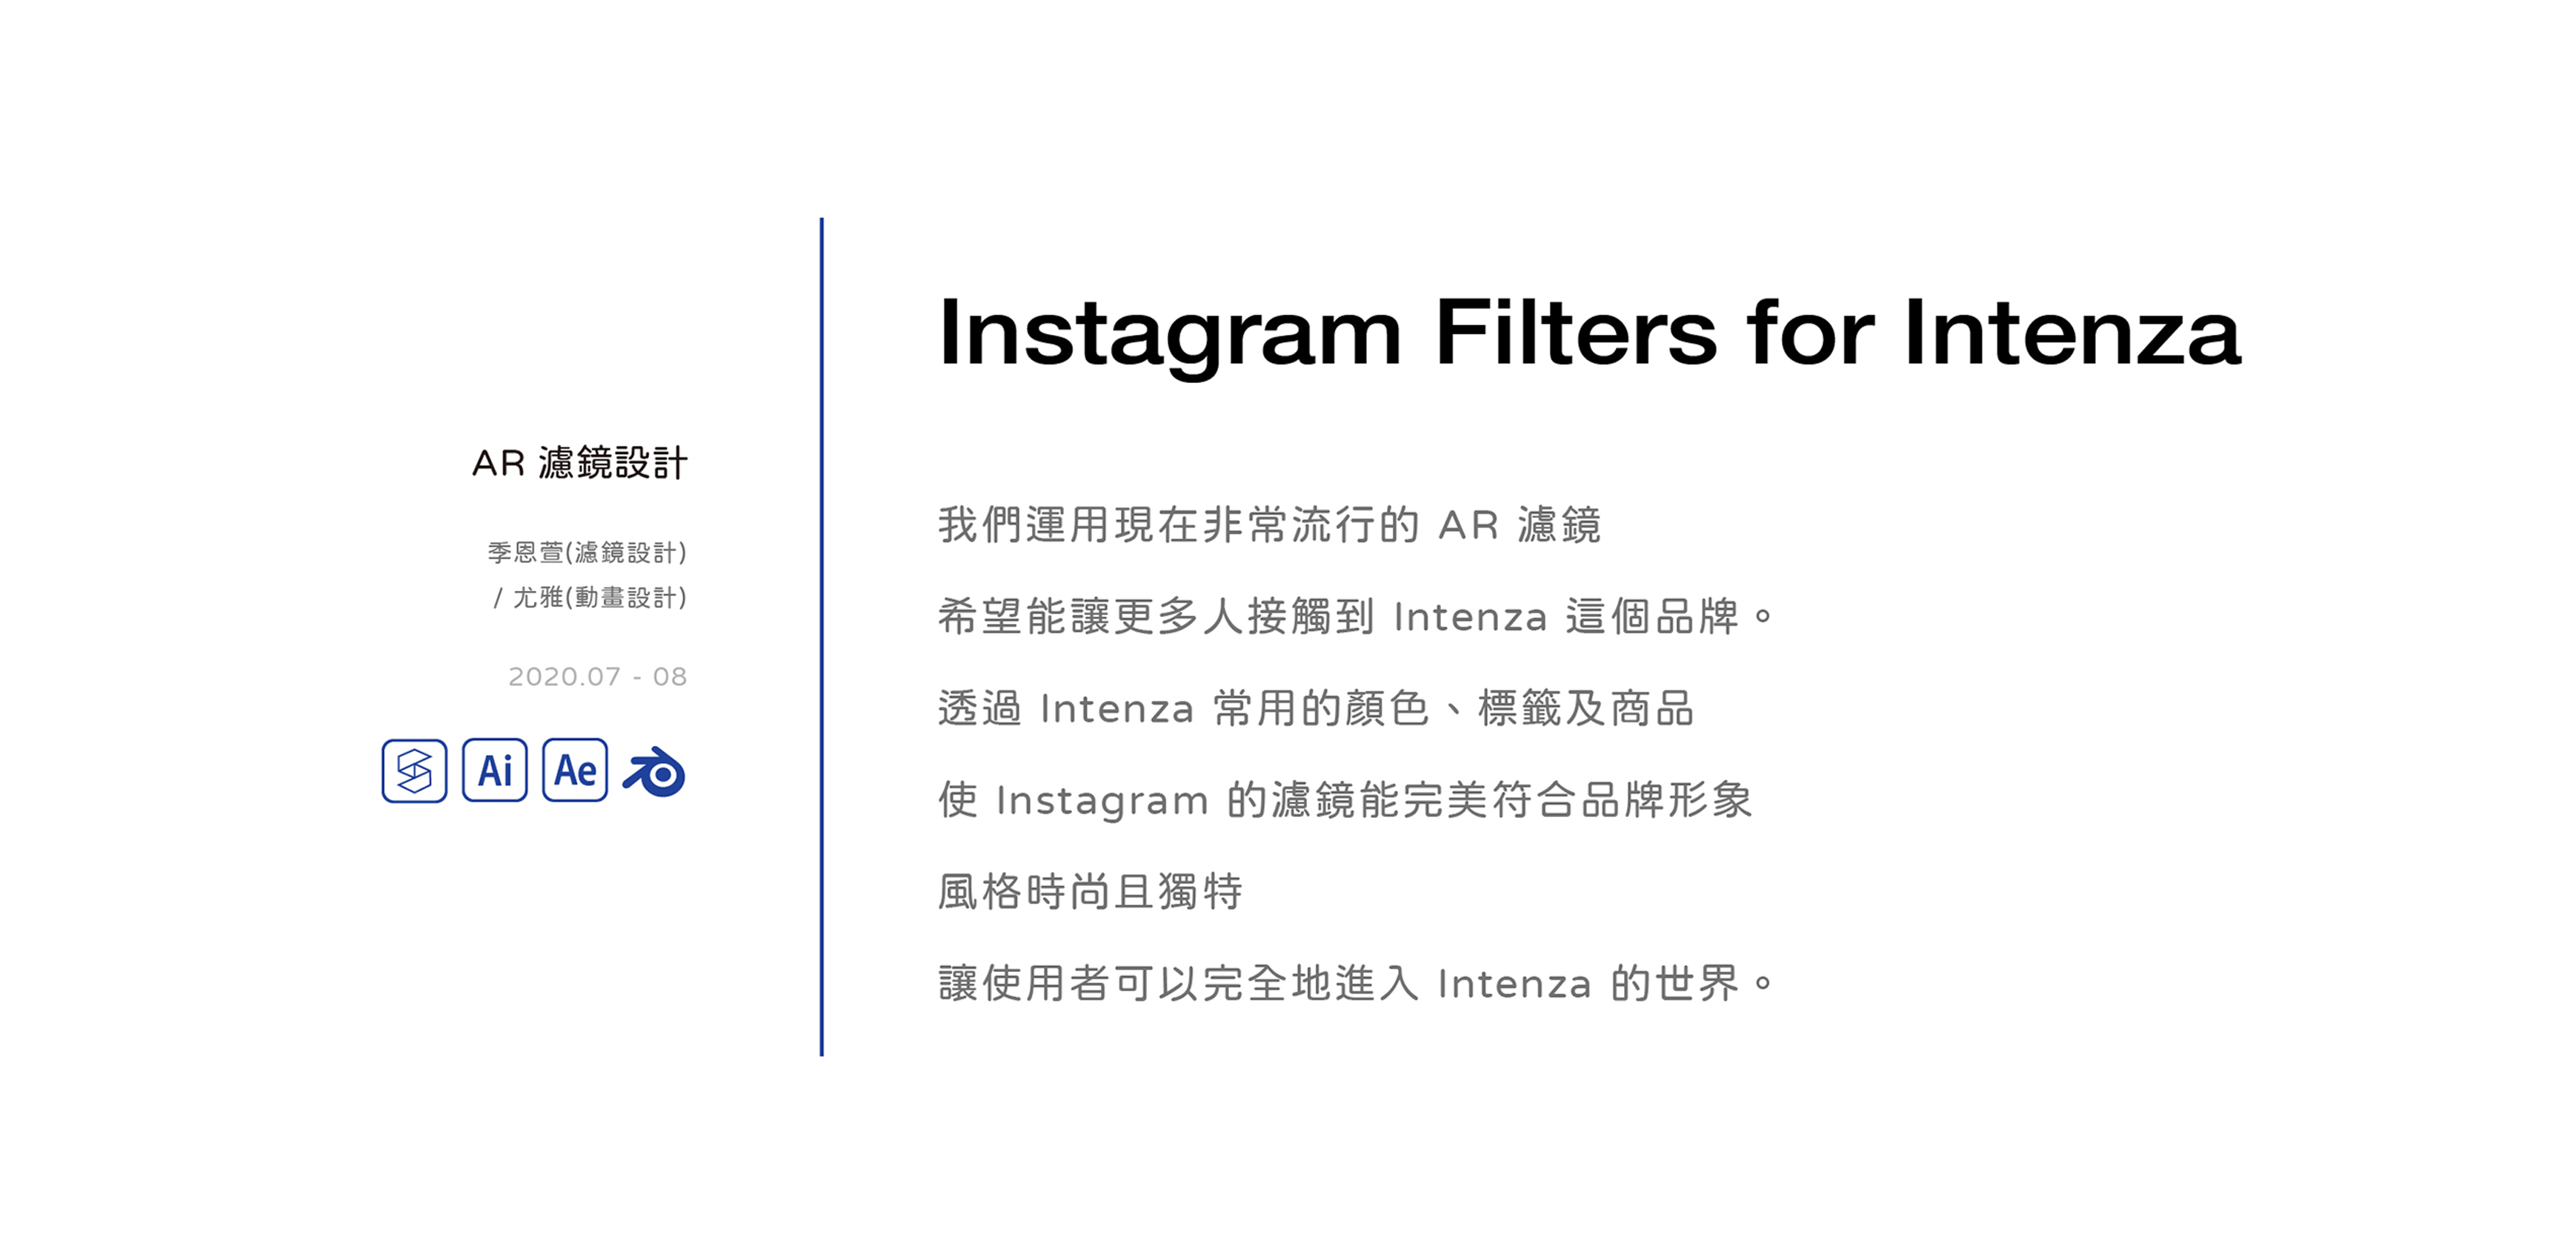 AR 濾鏡設計
季恩萱(濾鏡設計)
/ 尤雅(動畫設計)
2020.07 - 08
Ai
Ae
Instagram Filters for Intenza
我們運用現在非常流行的 AR 濾鏡
希望能讓更多人接觸到 Intenza 這個品牌。
透過 Intenza 常用的顏色、標籤及商品
使 Instagram 的濾鏡能完美符合品牌形象
風格時尚且獨特
讓使用者可以完全地進入 Intenza 的世界。